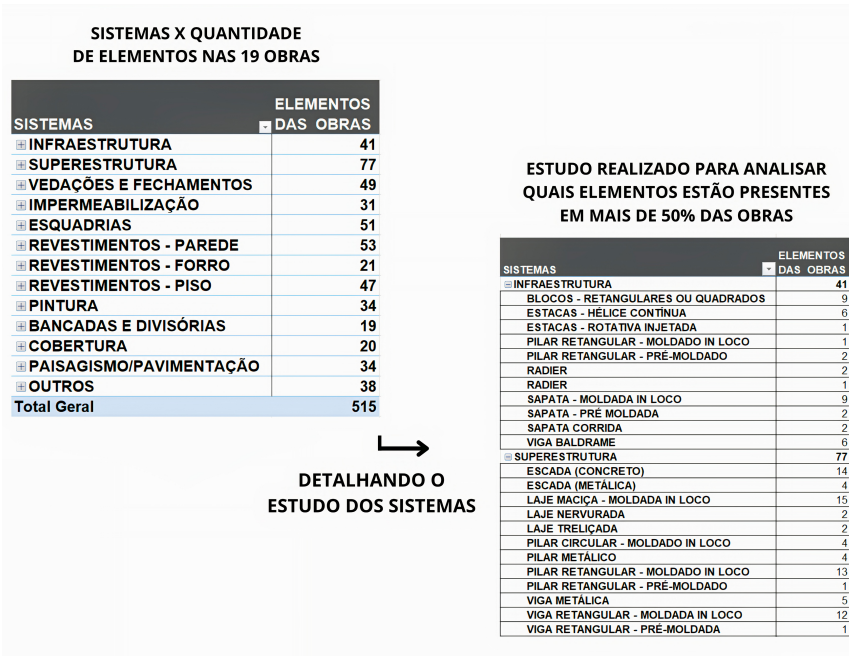 SISTEMAS X QUANTIDADE
DE ELEMENTOS NAS 19 OBRAS
ELEMENTOS
SISTEMAS DAS OBRAS
INFRAESTRUTURA 41
SUPERESTRUTURA 77
VEDAÇÕES E FECHAMENTOS 49
IMPERMEABILIZAÇÃO 31
ESQUADRIAS 51
REVESTIMENTOS - PAREDE 53
REVESTIMENTOS - FORRO 21
REVESTIMENTOS - PISO 47
PINTURA 34
BANCADAS E DIVISÓRIAS 19
COBERTURA 20
PAISAGISMO/PAVIMENTAÇÃO 34
OUTROS 38
Total Geral 515
DETALHANDO O
ESTUDO DOS SISTEMAS
ESTUDO REALIZADO PARA ANALISAR
QUAIS ELEMENTOS ESTÃO PRESENTES
EM MAIS DE 50% DAS OBRAS
ELEMENTOS
SISTEMAS DAS OBRAS
INFRAESTRUTURA 41
BLOCOS - RETANGULARES OU QUADRADOS 9
ESTACAS - HÉLICE CONTÍNUA 6
ESTACAS - ROTATIVA INJETADA 1
PILAR RETANGULAR - MOLDADO IN LOCO 1
PILAR RETANGULAR - PRÉ-MOLDADO 2
RADIER 2
RADIER 1
SAPATA - MOLDADA IN LOCO 9
SAPATA - PRÉ MOLDADA 2
SAPATA CORRIDA 2
VIGA BALDRAME 6
SUPERESTRUTURA 77
ESCADA (CONCRETO) 14
ESCADA (METÁLICA) 4
LAJE MACIÇA - MOLDADA IN LOCO 15
LAJE NERVURADA 2
LAJE TRELIÇADA 2
PILAR CIRCULAR - MOLDADO IN LOCO 4
PILAR METÁLICO 4
PILAR RETANGULAR - MOLDADO IN LOCO 13
PILAR RETANGULAR - PRÉ-MOLDADO 1
VIGA METÁLICA 5
VIGA RETANGULAR - MOLDADA IN LOCO 12
VIGA RETANGULAR - PRÉ-MOLDADA 1